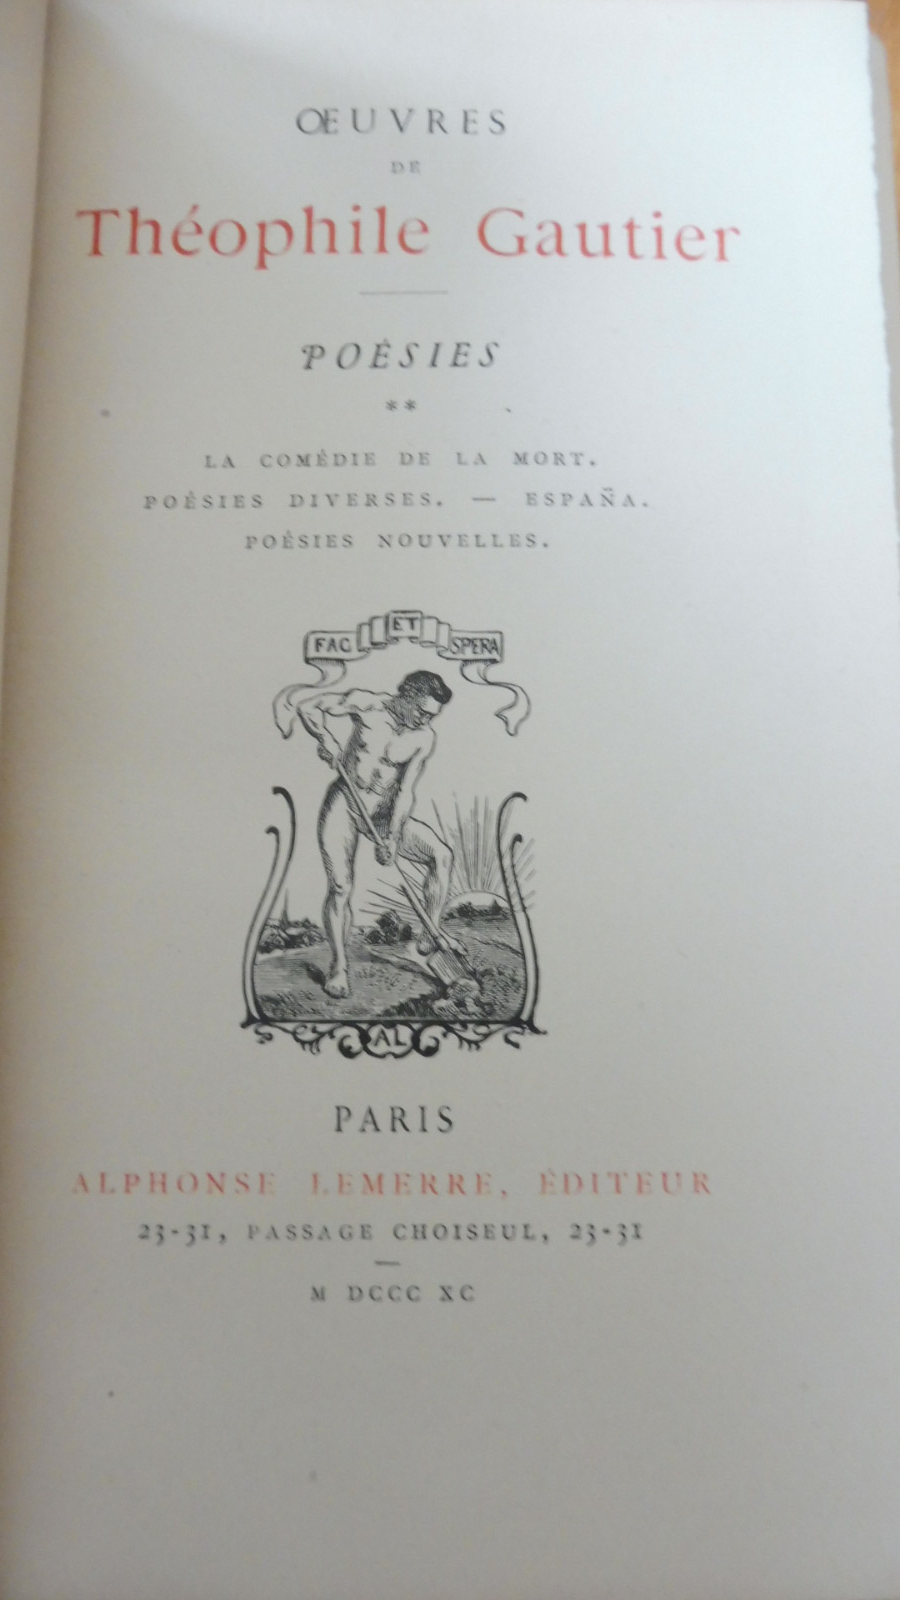 ŒUVRES
DE
Théophile Gautier
POÉSIES
**
LA COMÉDIE DE LA MORT.
POÉSIES DIVERSES. — ESPAÑA.
POÉSIES NOUVELLES.
FAC ET SPERA
AL
PARIS
ALPHONSE LEMERRE, ÉDITEUR
23-31, PASSAGE CHOISEUL, 23-31
M DCCC XC